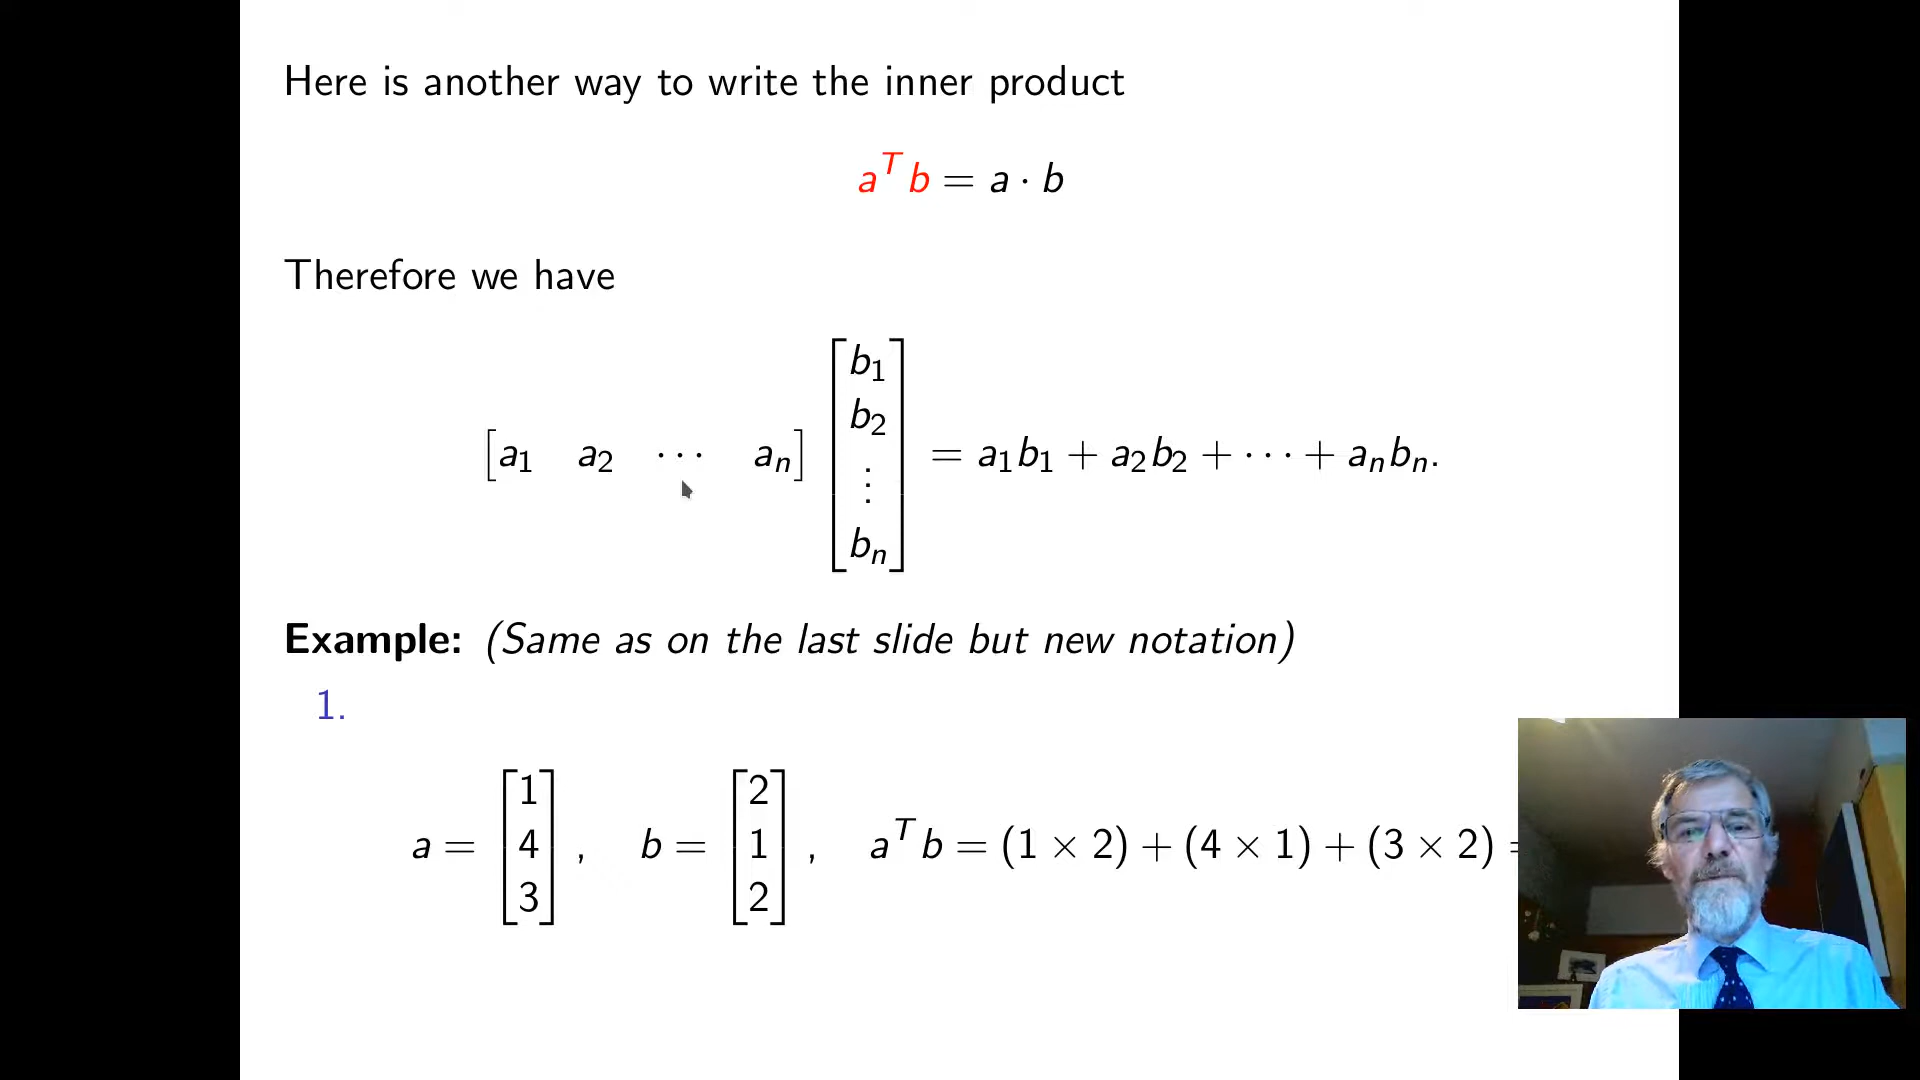 Here is another way to write the inner product
a^T b = a · b
Therefore we have
[a₁ a₂ ⋯ aₙ] [b₁ b₂ ⋮ bₙ] = a₁b₁ + a₂b₂ + ⋯ + aₙbₙ.
Example: (Same as on the last slide but new notation)
1.
a = [1 4 3], b = [2 1 2], a^T b = (1 × 2) + (4 × 1) + (3 × 2) =